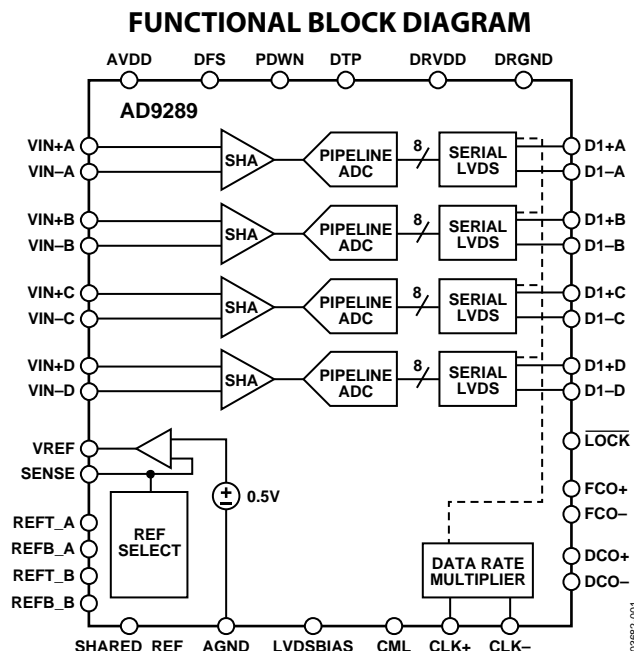 FUNCTIONAL BLOCK DIAGRAM
AVDD DFS PDWN DTP DRVDD DRGND
AD9289
VIN+A
VIN–A
SHA
PIPELINE
ADC
8
SERIAL
LVDS
D1+A
D1–A
VIN+B
VIN–B
SHA
PIPELINE
ADC
8
SERIAL
LVDS
D1+B
D1–B
VIN+C
VIN–C
SHA
PIPELINE
ADC
8
SERIAL
LVDS
D1+C
D1–C
VIN+D
VIN–D
SHA
PIPELINE
ADC
8
SERIAL
LVDS
D1+D
D1–D
VREF
SENSE
REFT_A
REFB_A
REFT_B
REFB_B
REF
SELECT
+
–
0.5V
DATA RATE
MULTIPLIER
LOCK
FCO+
FCO–
DCO+
DCO–
SHARED_REF AGND LVDSBIAS CML CLK+ CLK–
03682-001